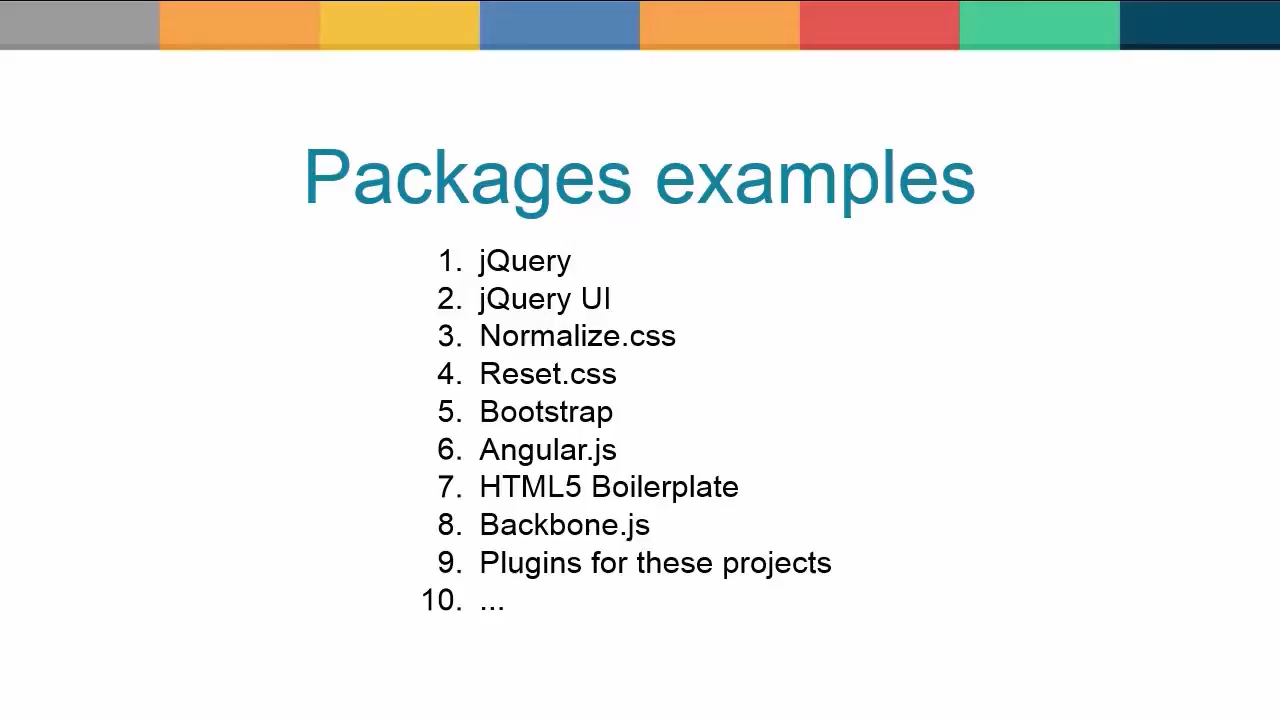 Packages examples
1. jQuery
2. jQuery UI
3. Normalize.css
4. Reset.css
5. Bootstrap
6. Angular.js
7. HTML5 Boilerplate
8. Backbone.js
9. Plugins for these projects
10. ...